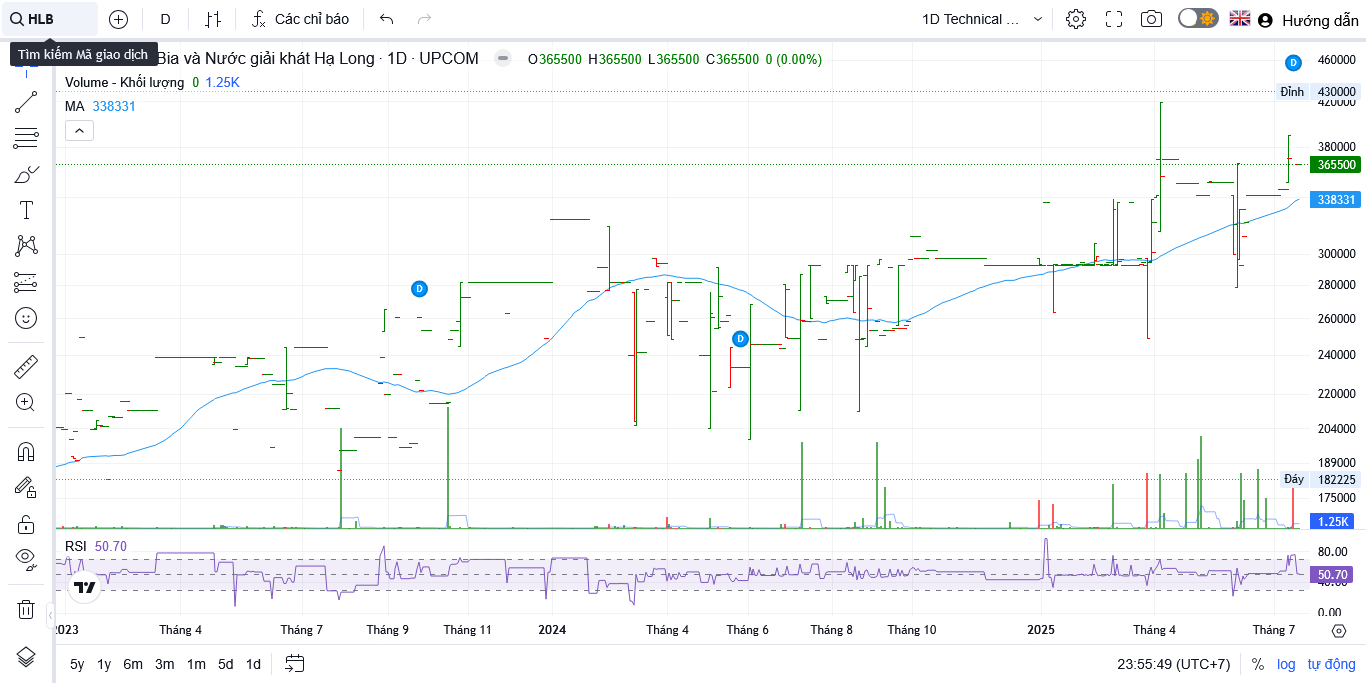 HLB D Các chỉ báo 1D Technical ... Hướng dẫn
Tìm kiếm Mã giao dịch
Bia và Nước giải khát Hạ Long · 1D · UPCOM O365500 H365500 L365500 C365500 0 (0.00%)
Volume - Khối lượng 0 1.25K
MA 338331
D
D
D
460000
Đỉnh 430000
420000
380000
365500
338331
300000
280000
260000
240000
220000
204000
189000
Đáy 182225
175000
1.25K
RSI 50.70
80.00
50.70
40.00
0.00
2023 Tháng 4 Tháng 7 Tháng 9 Tháng 11 2024 Tháng 4 Tháng 6 Tháng 8 Tháng 10 2025 Tháng 4 Tháng 7
5y 1y 6m 3m 1m 5d 1d 23:55:49 (UTC+7) % log tự động